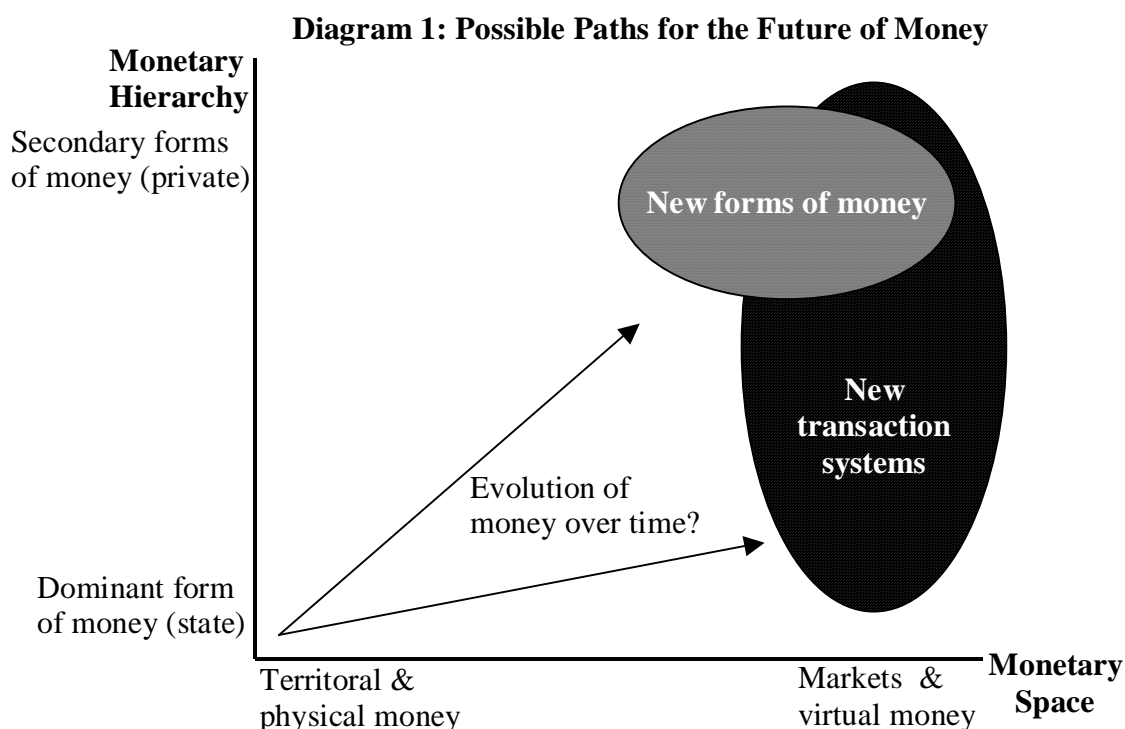 Diagram 1: Possible Paths for the Future of Money
Monetary
Hierarchy
Secondary forms
of money (private)
New forms of money
New
transaction
systems
Evolution of
money over time?
Dominant form
of money (state)
Territoral &
physical money
Markets &
virtual money
Monetary
Space